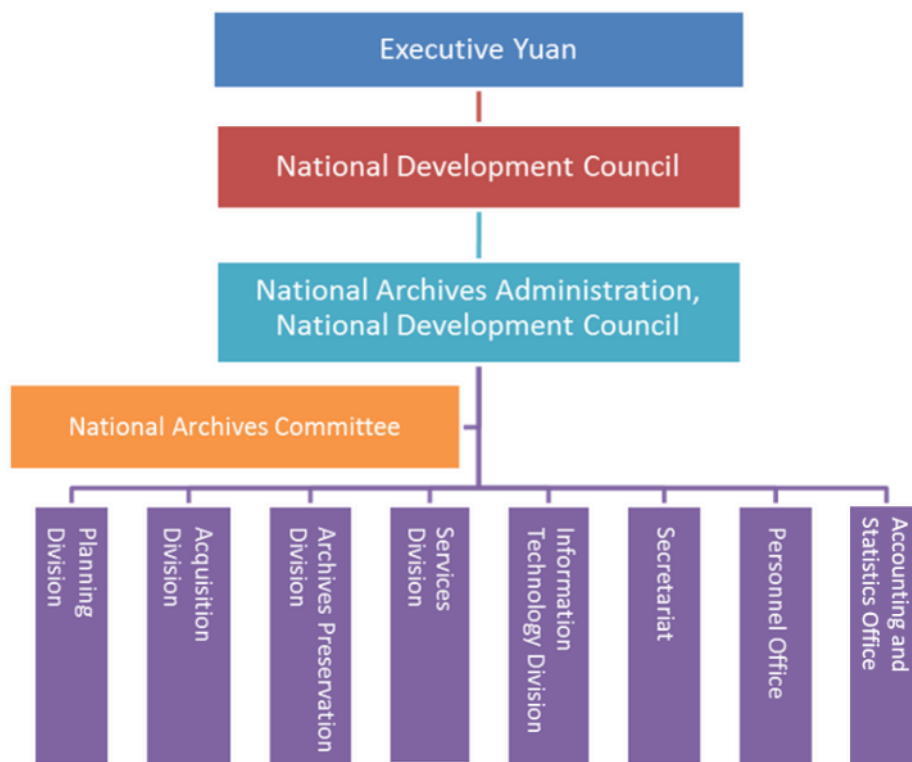 Executive Yuan
National Development Council
National Archives Administration,
National Development Council
National Archives Committee
Planning
Division
Acquisition
Division
Archives Preservation
Division
Services
Division
Information
Technology Division
Secretariat
Personnel Office
Accounting and
Statistics Office